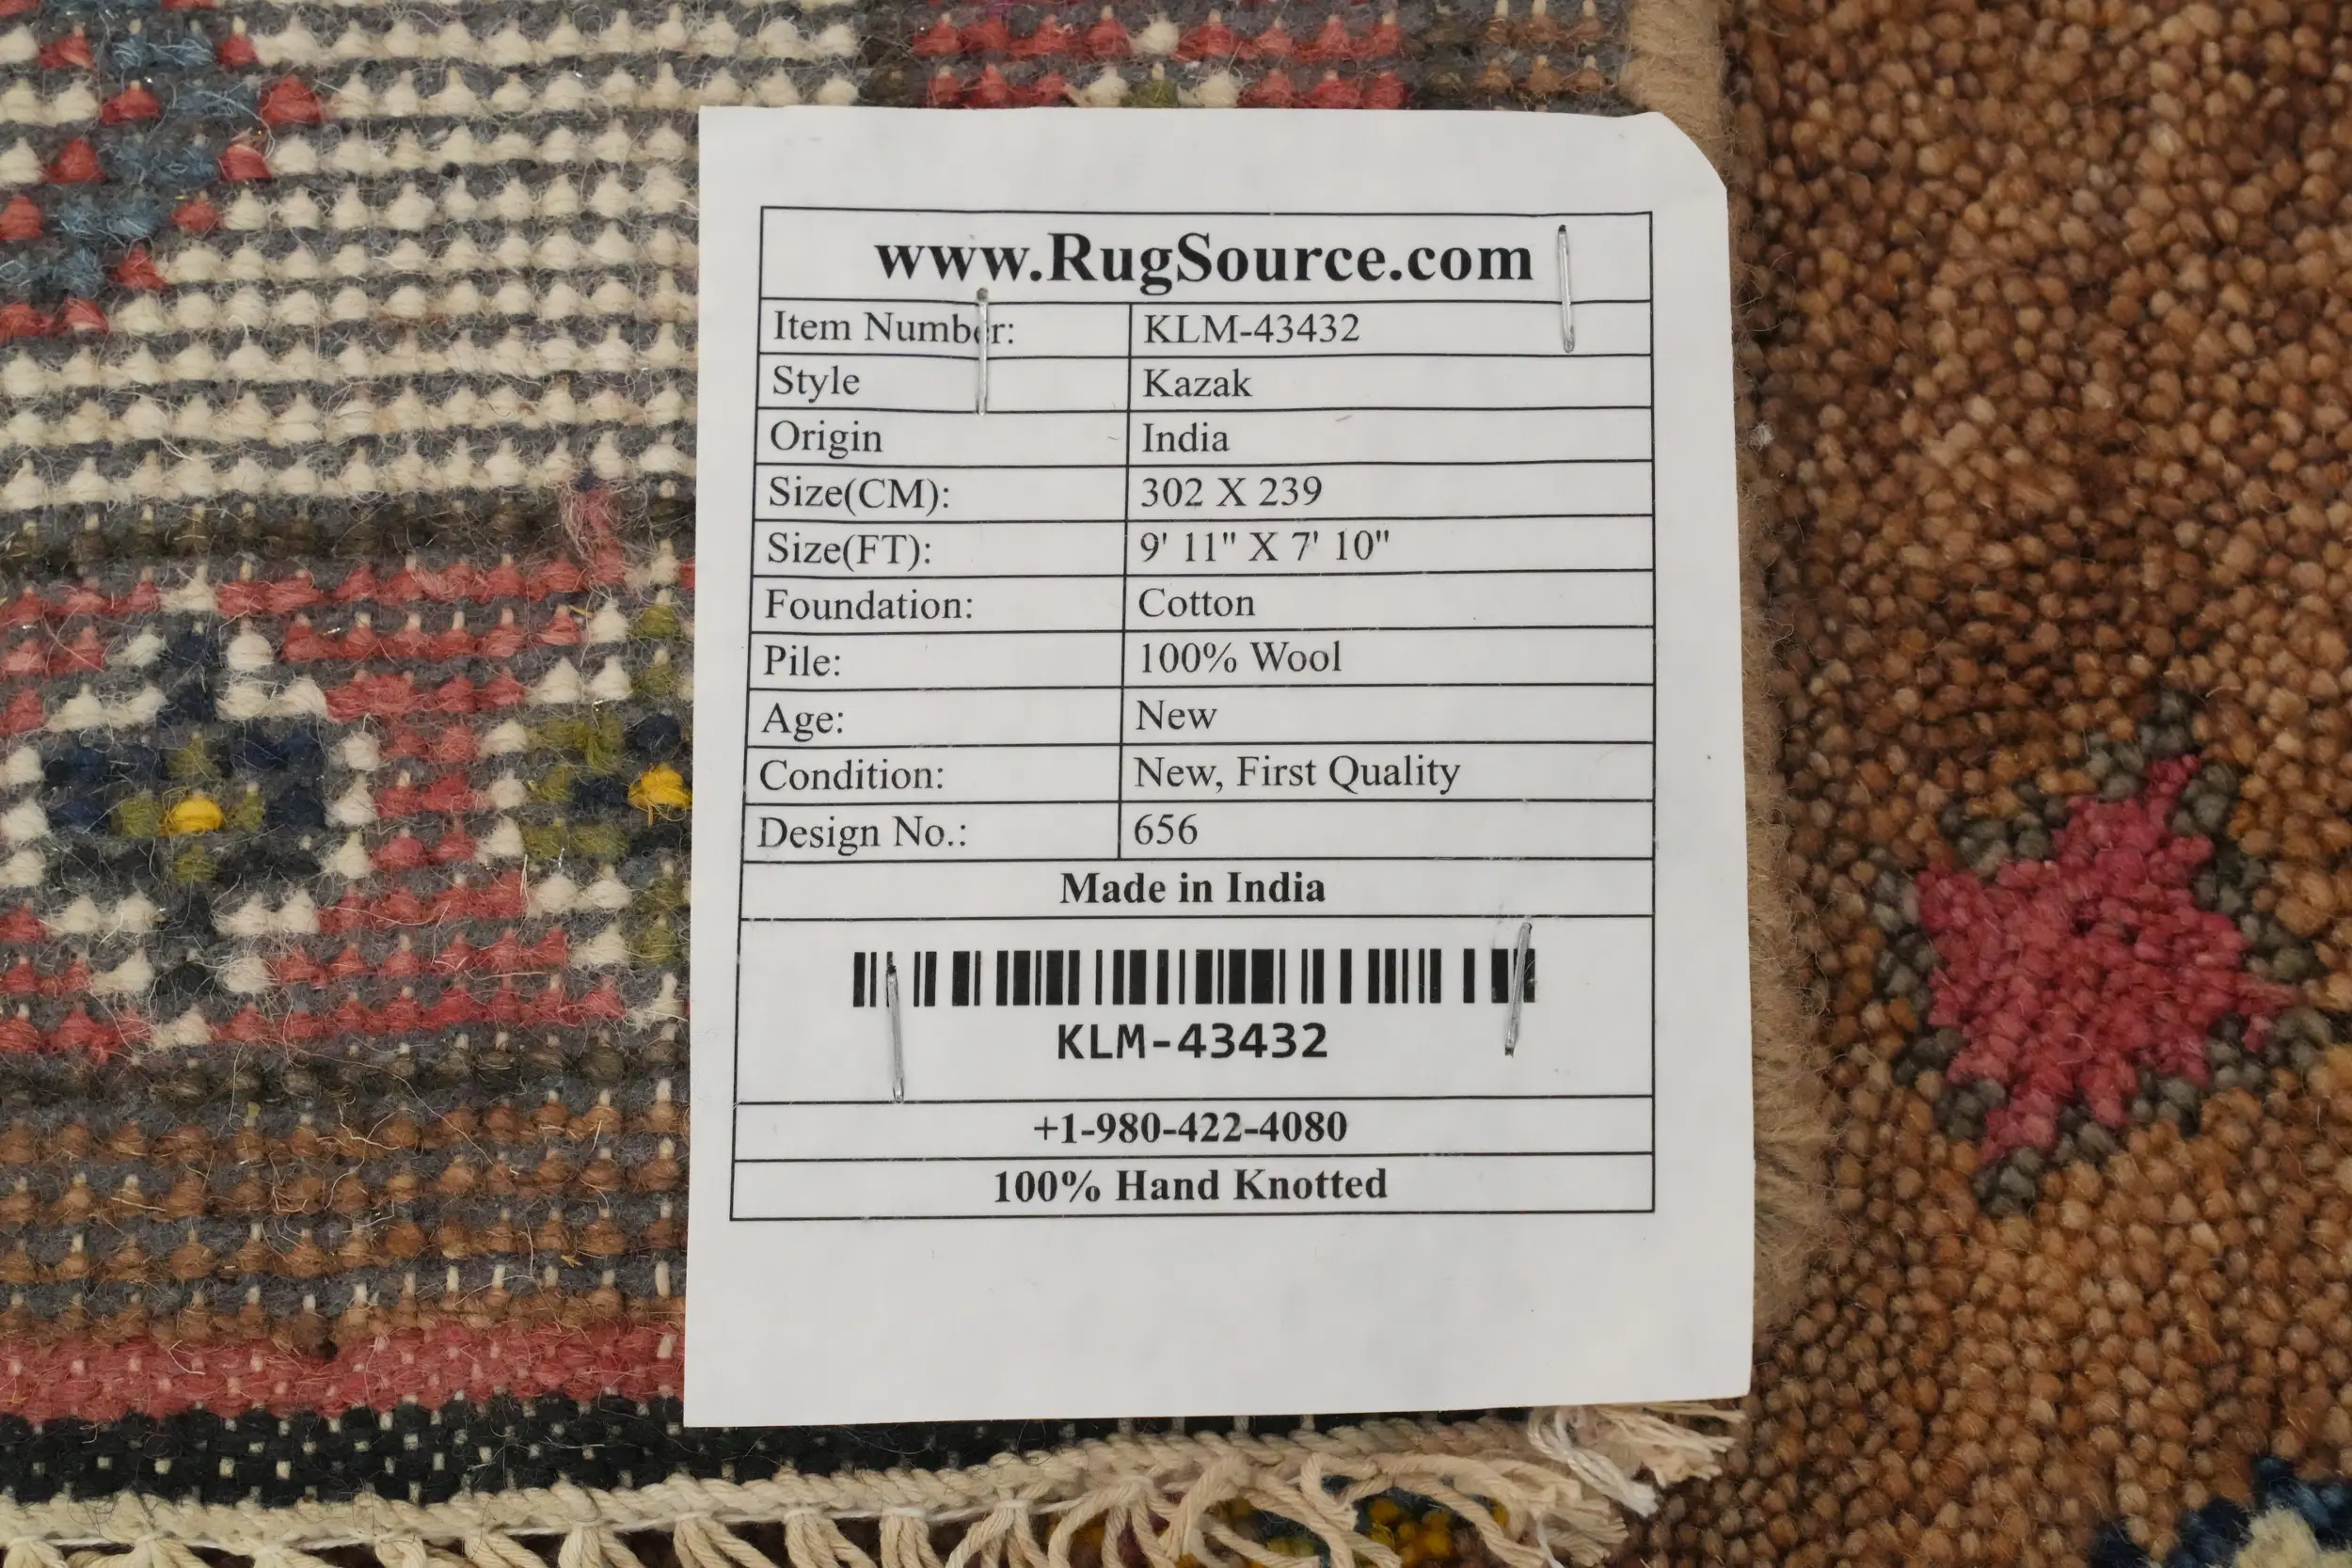 www.RugSource.com
Item Number: KLM-43432
Style Kazak
Origin India
Size(CM): 302 X 239
Size(FT): 9' 11" X 7' 10"
Foundation: Cotton
Pile: 100% Wool
Age: New
Condition: New, First Quality
Design No.: 656
Made in India
KLM-43432
+1-980-422-4080
100% Hand Knotted